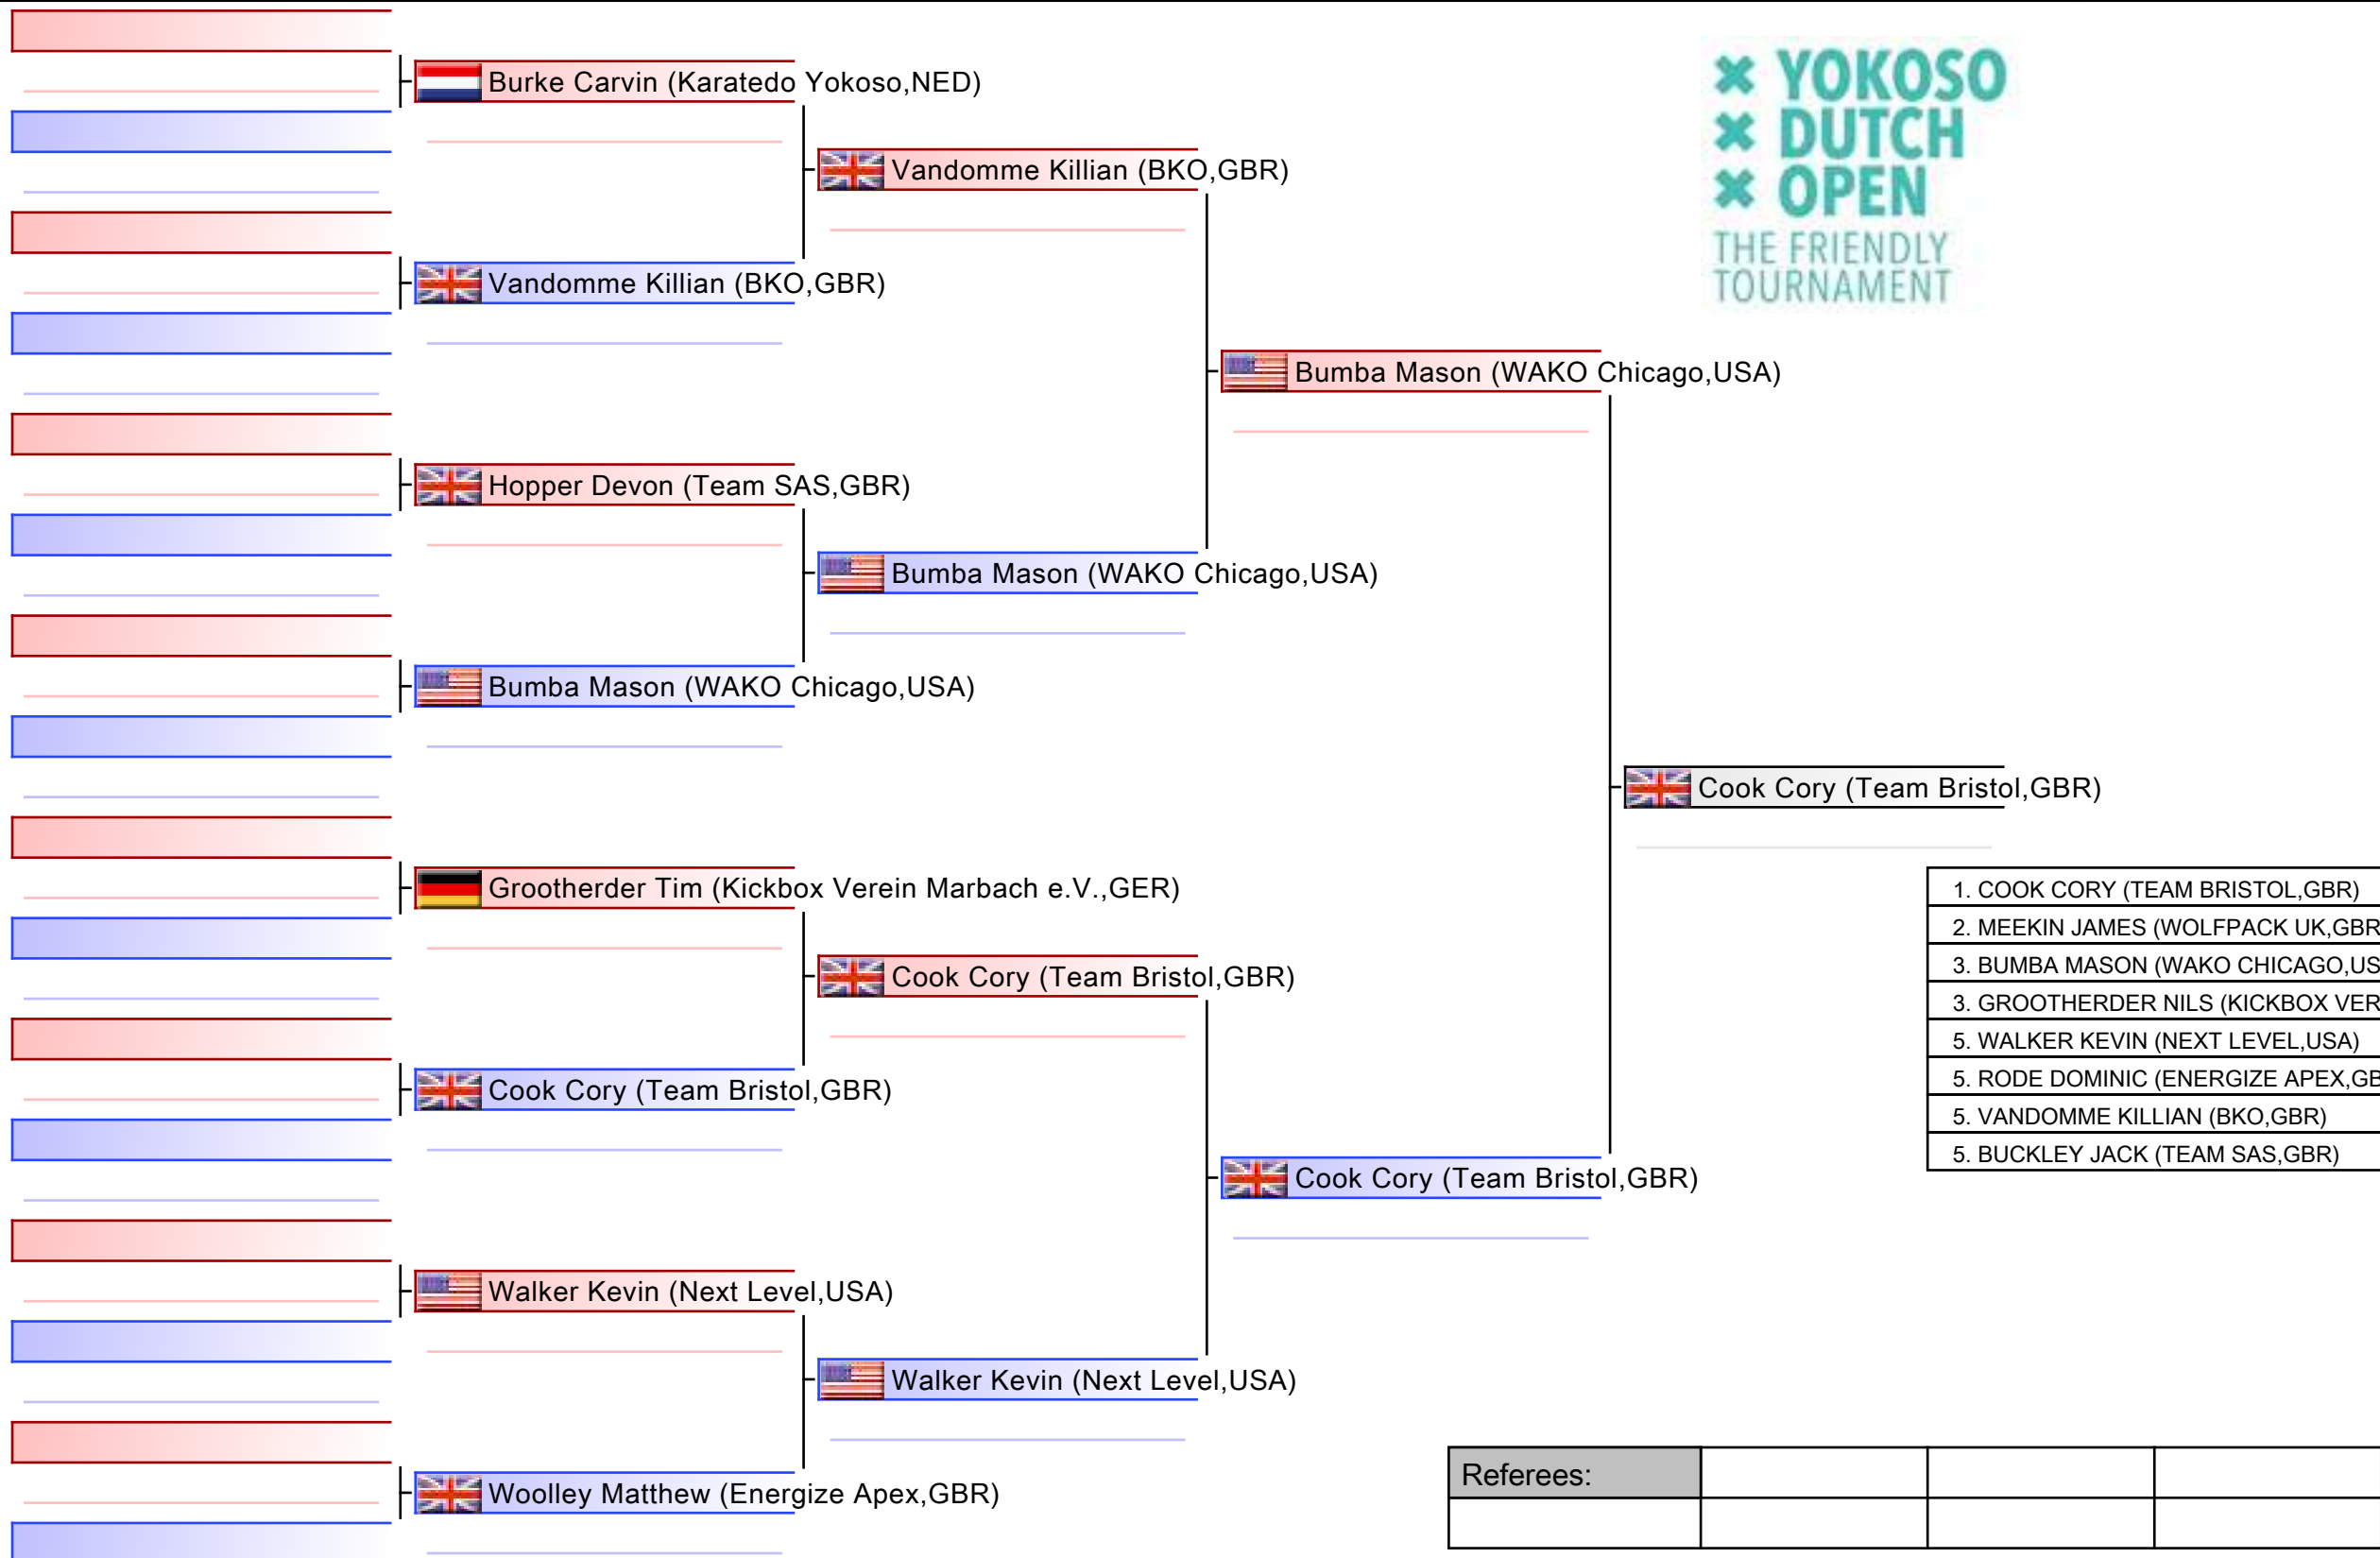 YOKOSO
DUTCH
OPEN
THE FRIENDLY
TOURNAMENT
Burke Carvin (Karatedo Yokoso,NED)
Vandomme Killian (BKO,GBR)
Vandomme Killian (BKO,GBR)
Bumba Mason (WAKO Chicago,USA)
Hopper Devon (Team SAS,GBR)
Bumba Mason (WAKO Chicago,USA)
Bumba Mason (WAKO Chicago,USA)
Cook Cory (Team Bristol,GBR)
Grootherder Tim (Kickbox Verein Marbach e.V.,GER)
Cook Cory (Team Bristol,GBR)
Cook Cory (Team Bristol,GBR)
Cook Cory (Team Bristol,GBR)
Walker Kevin (Next Level,USA)
Walker Kevin (Next Level,USA)
Woolley Matthew (Energize Apex,GBR)
1. COOK CORY (TEAM BRISTOL,GBR)
2. MEEKIN JAMES (WOLFPACK UK,GBR
3. BUMBA MASON (WAKO CHICAGO,US
3. GROOTHERDER NILS (KICKBOX VER
5. WALKER KEVIN (NEXT LEVEL,USA)
5. RODE DOMINIC (ENERGIZE APEX,GB
5. VANDOMME KILLIAN (BKO,GBR)
5. BUCKLEY JACK (TEAM SAS,GBR)
Referees: